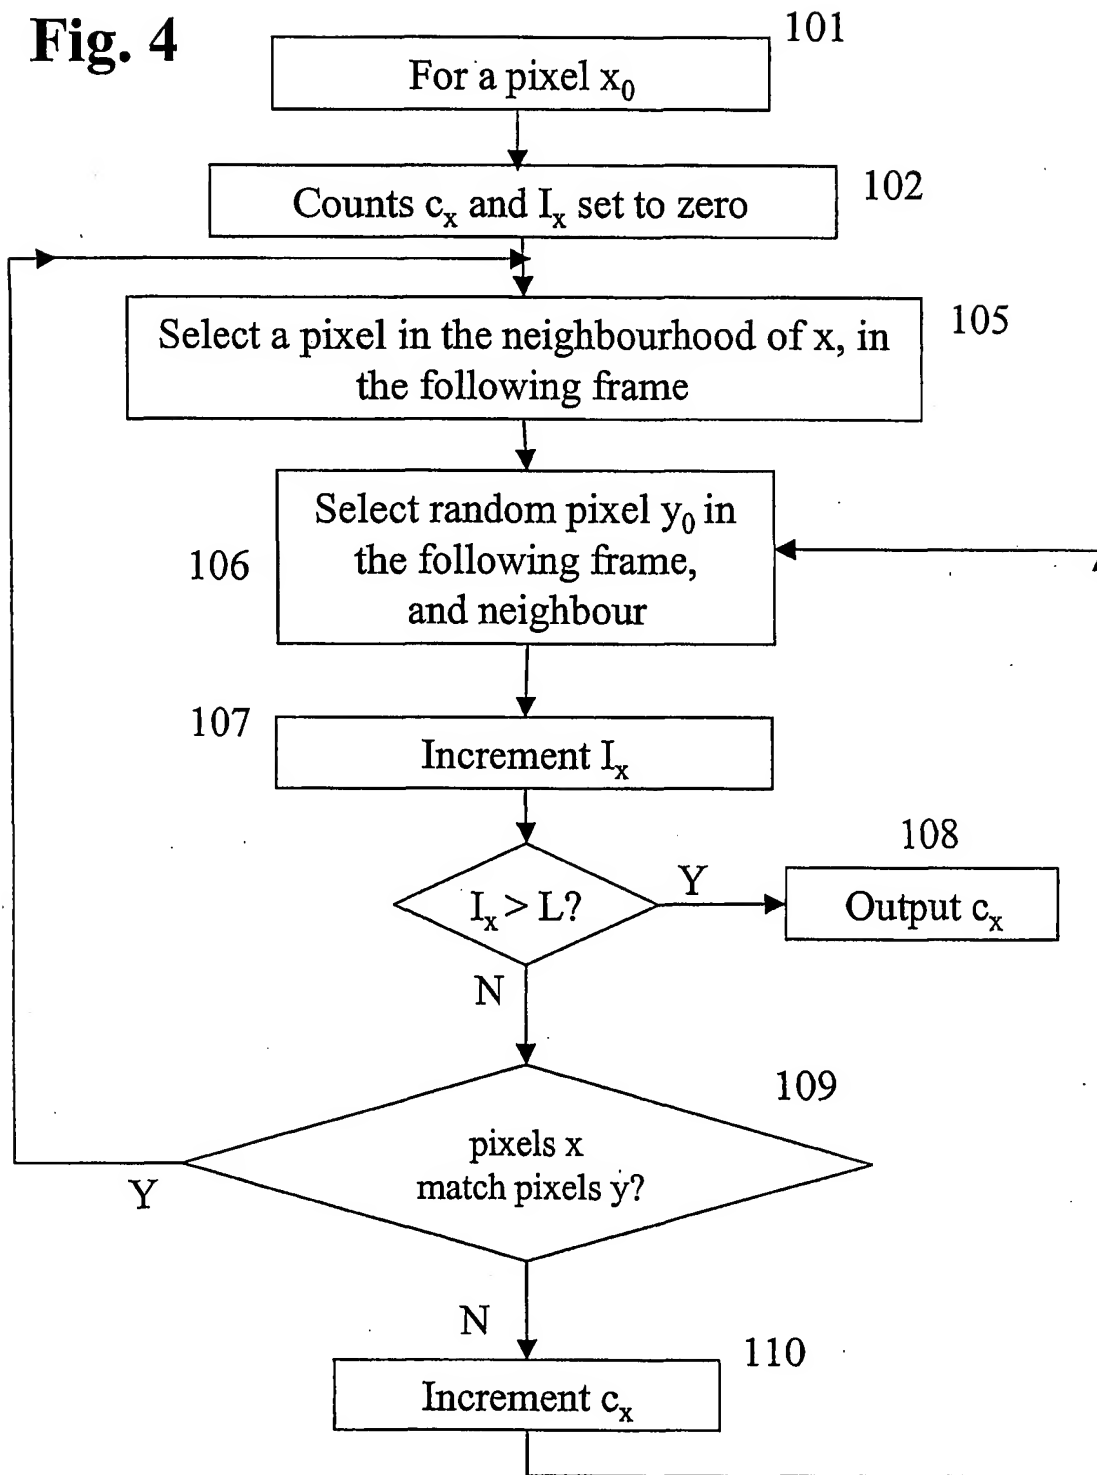 Fig. 4
101
For a pixel x₀
Counts cₓ and Iₓ set to zero
102
Select a pixel in the neighbourhood of x, in
the following frame
105
Select random pixel y₀ in
the following frame,
and neighbour
106
107
Increment Iₓ
108
Iₓ > L?
Y
Output cₓ
N
109
pixels x
match pixels y?
Y
N
110
Increment cₓ